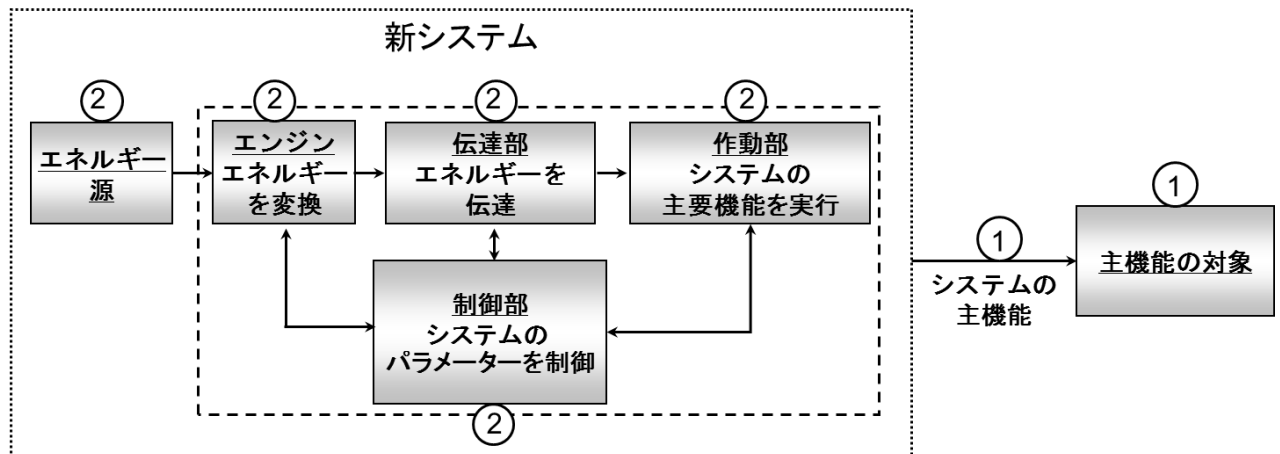 新システム
②
②
②
②
エネルギー
源
エンジン
エネルギー
を変換
伝達部
エネルギーを
伝達
作動部
システムの
主要機能を実行
制御部
システムの
パラメーターを制御
②
①
システムの
主機能
①
主機能の対象